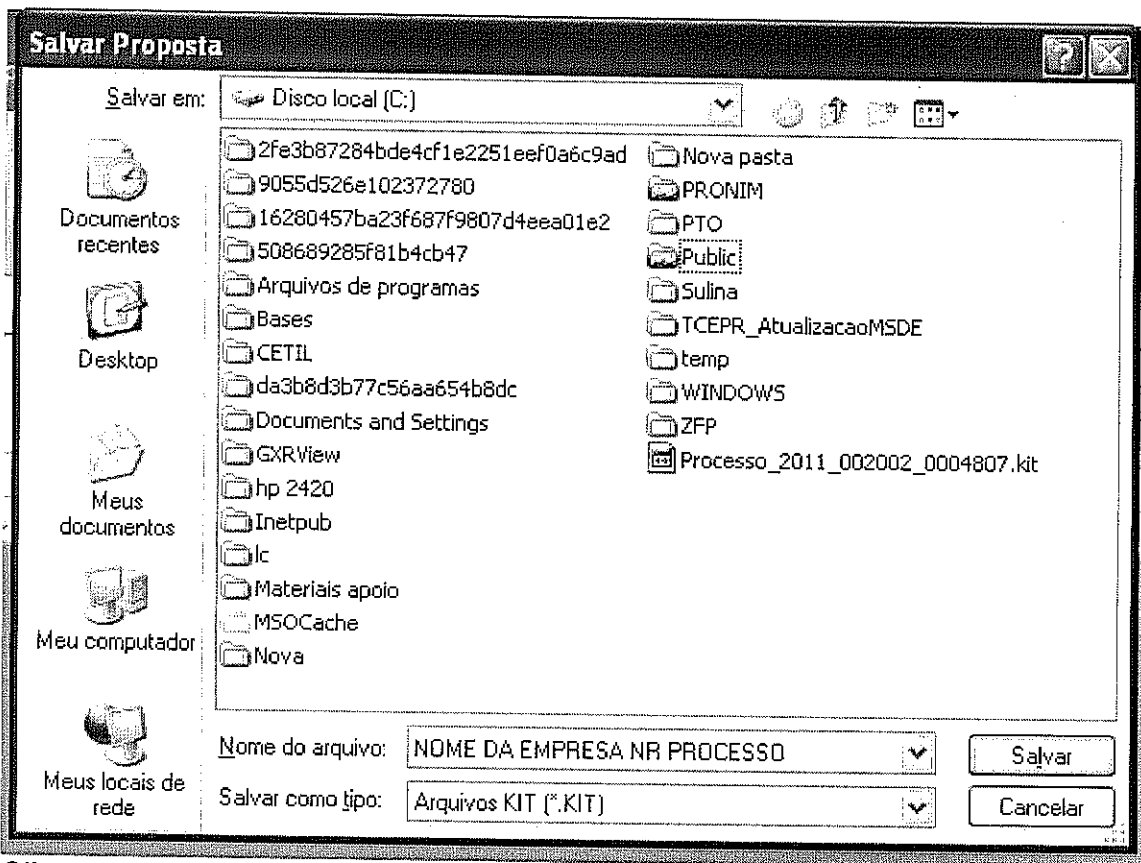 Salvar Proposta
Salvar em: Disco local (C:)
Documentos recentes
Desktop
Meus documentos
Meu computador
Meus locais de rede
2fe3b87284bde4cf1e2251eef0a6c9ad
9055d526e102372780
16280457ba23f687f9807d4eea01e2
508689285f81b4cb47
Arquivos de programas
Bases
CETIL
da3b8d3b77c56aa654b8dc
Documents and Settings
GXRView
hp 2420
Inetpub
lc
Materiais apoio
MSOCache
Nova
Nova pasta
PRONIM
PTO
Public
Sulina
TCEPR_AtualizacaoMSDE
temp
WINDOWS
ZFP
Processo_2011_002002_0004807.kit
Nome do arquivo: NOME DA EMPRESA NR PROCESSO
Salvar
Salvar como tipo: Arquivos KIT (*.KIT)
Cancelar